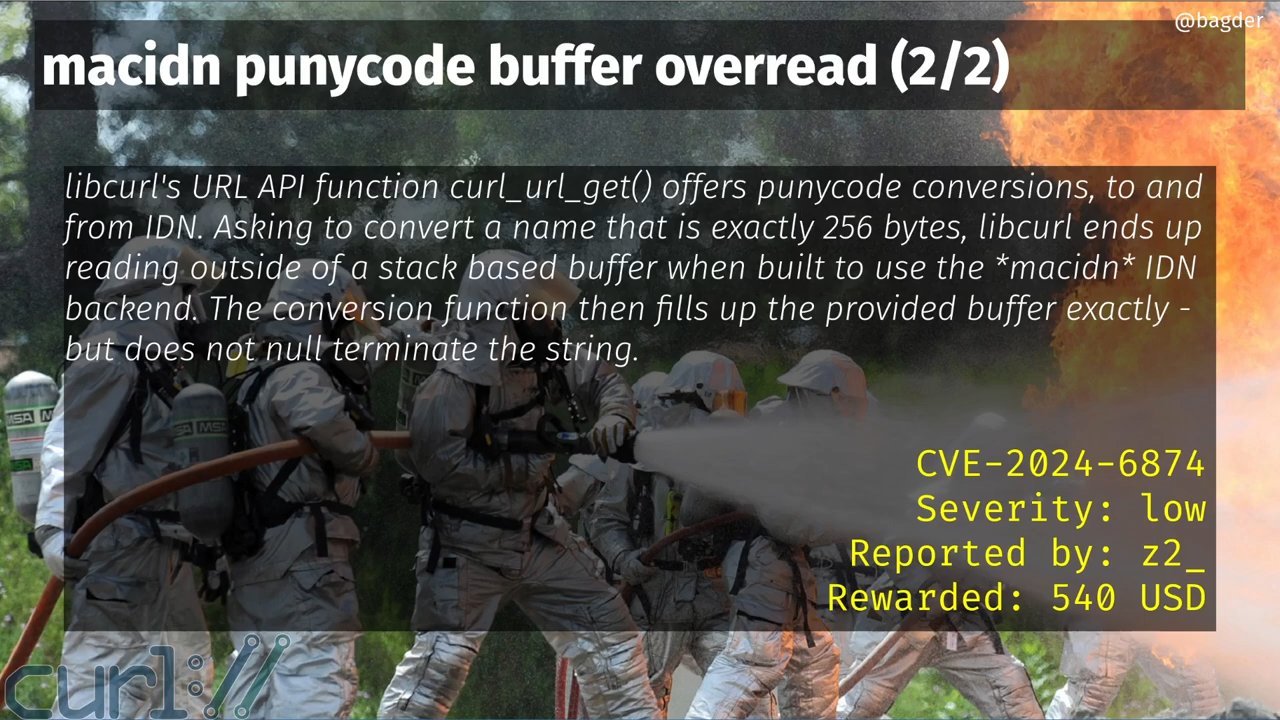 @bagder
macidn punycode buffer overread (2/2)
libcurl's URL API function curl_url_get() offers punycode conversions, to and
from IDN. Asking to convert a name that is exactly 256 bytes, libcurl ends up
reading outside of a stack based buffer when built to use the *macidn* IDN
backend. The conversion function then fills up the provided buffer exactly -
but does not null terminate the string.
MSA M
MSA
CVE-2024-6874
Severity: low
Reported by: z2_
Rewarded: 540 USD
curl://